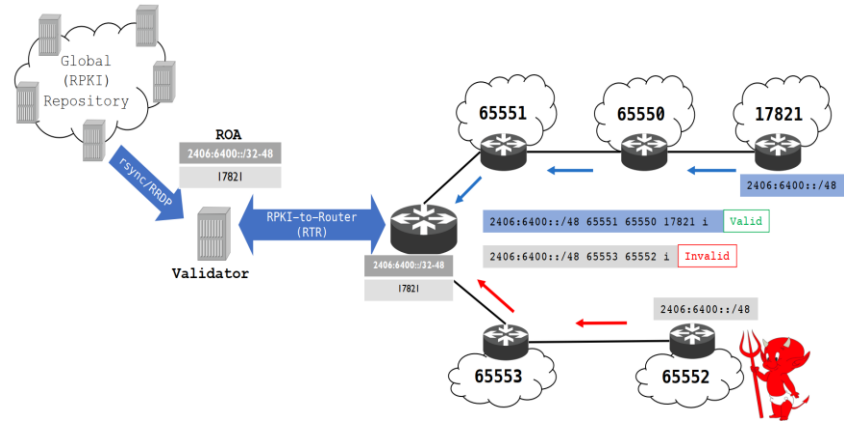 Global
(RPKI)
Repository
rsync/RRDP
ROA
2406:6400::/32-48
17821
Validator
RPKI-to-Router
(RTR)
2406:6400::/32-48
17821
65551
65550
17821
2406:6400::/48
2406:6400::/48 65551 65550 17821 i Valid
2406:6400::/48 65553 65552 i Invalid
2406:6400::/48
65553
65552